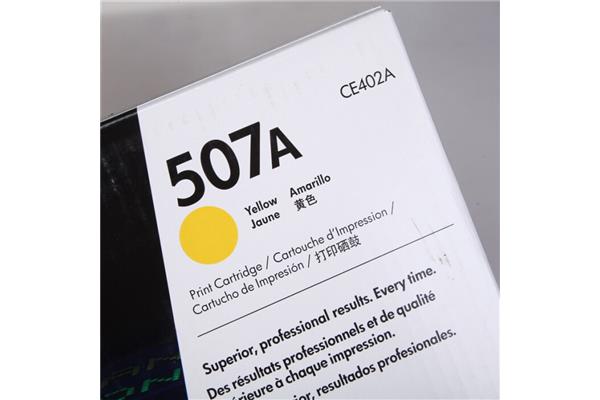 CE402A
507A
Yellow Amarillo
Jaune 黄色
Print Cartridge / Cartouche d'Impression /
Cartucho de Impresión / 打印硒鼓
Superior, professional results. Every time.
Des résultats professionnels et de qualité
à chaque impression.
resultados profesionales.